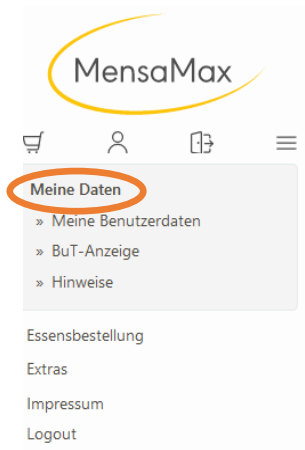 MensaMax
Meine Daten
» Meine Benutzerdaten
» BuT-Anzeige
» Hinweise
Essensbestellung
Extras
Impressum
Logout